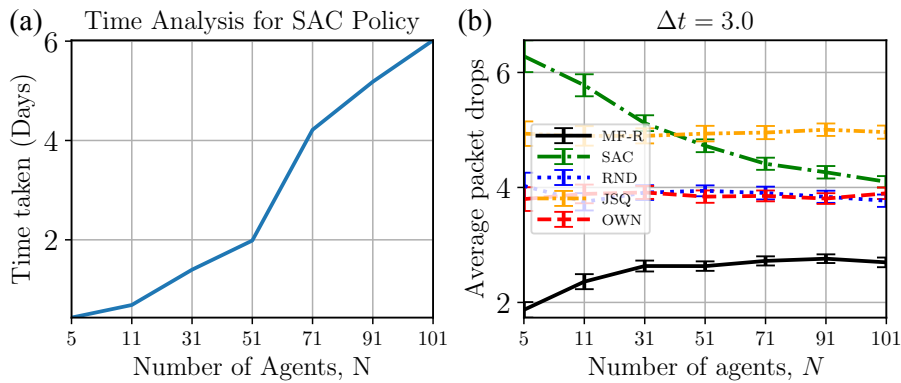 (a)
Time Analysis for SAC Policy
Time taken (Days)
6
4
2
5 11 31 51 71 91 101
Number of Agents, N
(b)
Δt = 3.0
Average packet drops
6
4
2
MF-R
SAC
RND
JSQ
OWN
5 11 31 51 71 91 101
Number of agents, N